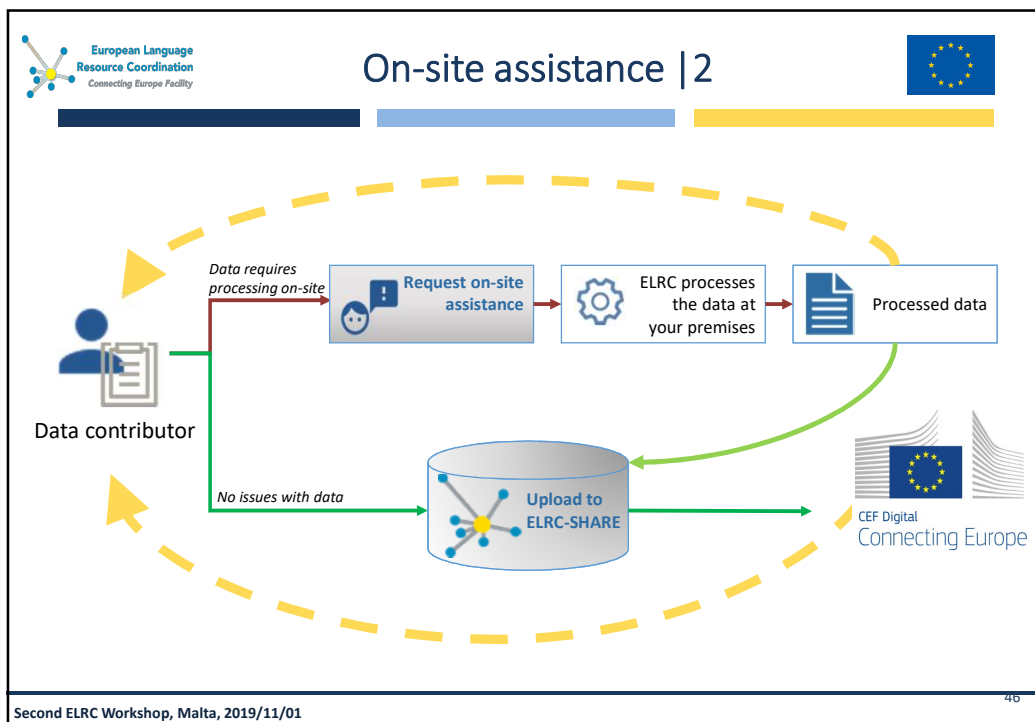 European Language
Resource Coordination
Connecting Europe Facility
On-site assistance |2
Data requires
processing on-site
Request on-site
assistance
ELRC processes
the data at
your premises
Processed data
Data contributor
No issues with data
Upload to
ELRC-SHARE
CEF Digital
Connecting Europe
46
Second ELRC Workshop, Malta, 2019/11/01